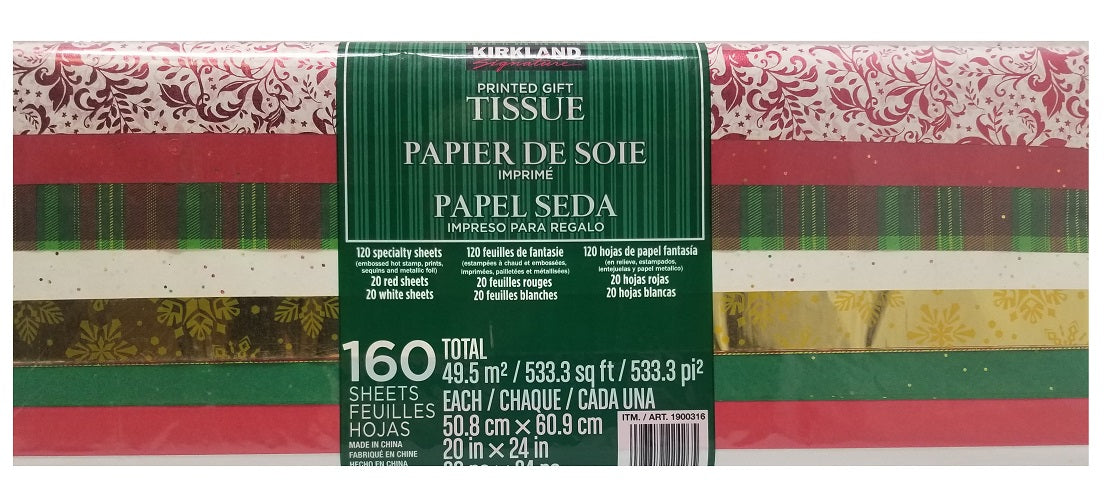 KIRKLAND
Signature
PRINTED GIFT
TISSUE
PAPIER DE SOIE
IMPRIMÉ
PAPEL SEDA
IMPRESO PARA REGALO
120 specialty sheets
(embossed hot stamp, prints,
sequins and metallic foil)
20 red sheets
20 white sheets
120 feuilles de fantasie
(estampées à chaud et embossées,
imprimées, pailletées et métallisées)
20 feuilles rouges
20 feuilles blanches
120 hojas de papel fantasía
(en relieve, estampados,
lentejuelas y papel metalico)
20 hojas rojas
20 hojas blancas
160
SHEETS
FEUILLES
HOJAS
MADE IN CHINA
FABRIQUÉ EN CHINE
HECHO EN CHINA
TOTAL
49.5 m² / 533.3 sq ft / 533.3 pi²
EACH / CHAQUE / CADA UNA
50.8 cm × 60.9 cm
20 in × 24 in
ITM. / ART. 1900316